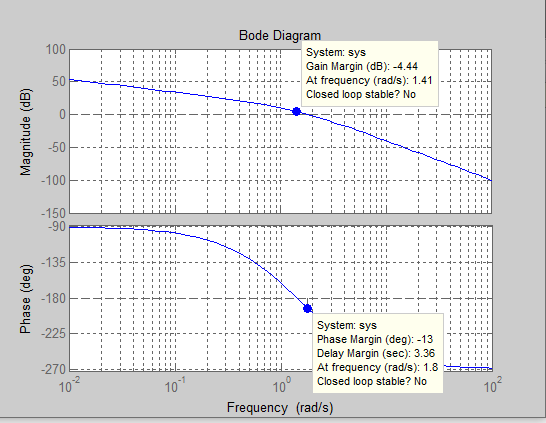 Bode Diagram
System: sys
Gain Margin (dB): -4.44
At frequency (rad/s): 1.41
Closed loop stable? No
100
50
0
-50
-100
-150
Magnitude (dB)
-90
-135
-180
-225
-270
Phase (deg)
System: sys
Phase Margin (deg): -13
Delay Margin (sec): 3.36
At frequency (rad/s): 1.8
Closed loop stable? No
10^-2
10^-1
10^0
10^2
Frequency (rad/s)